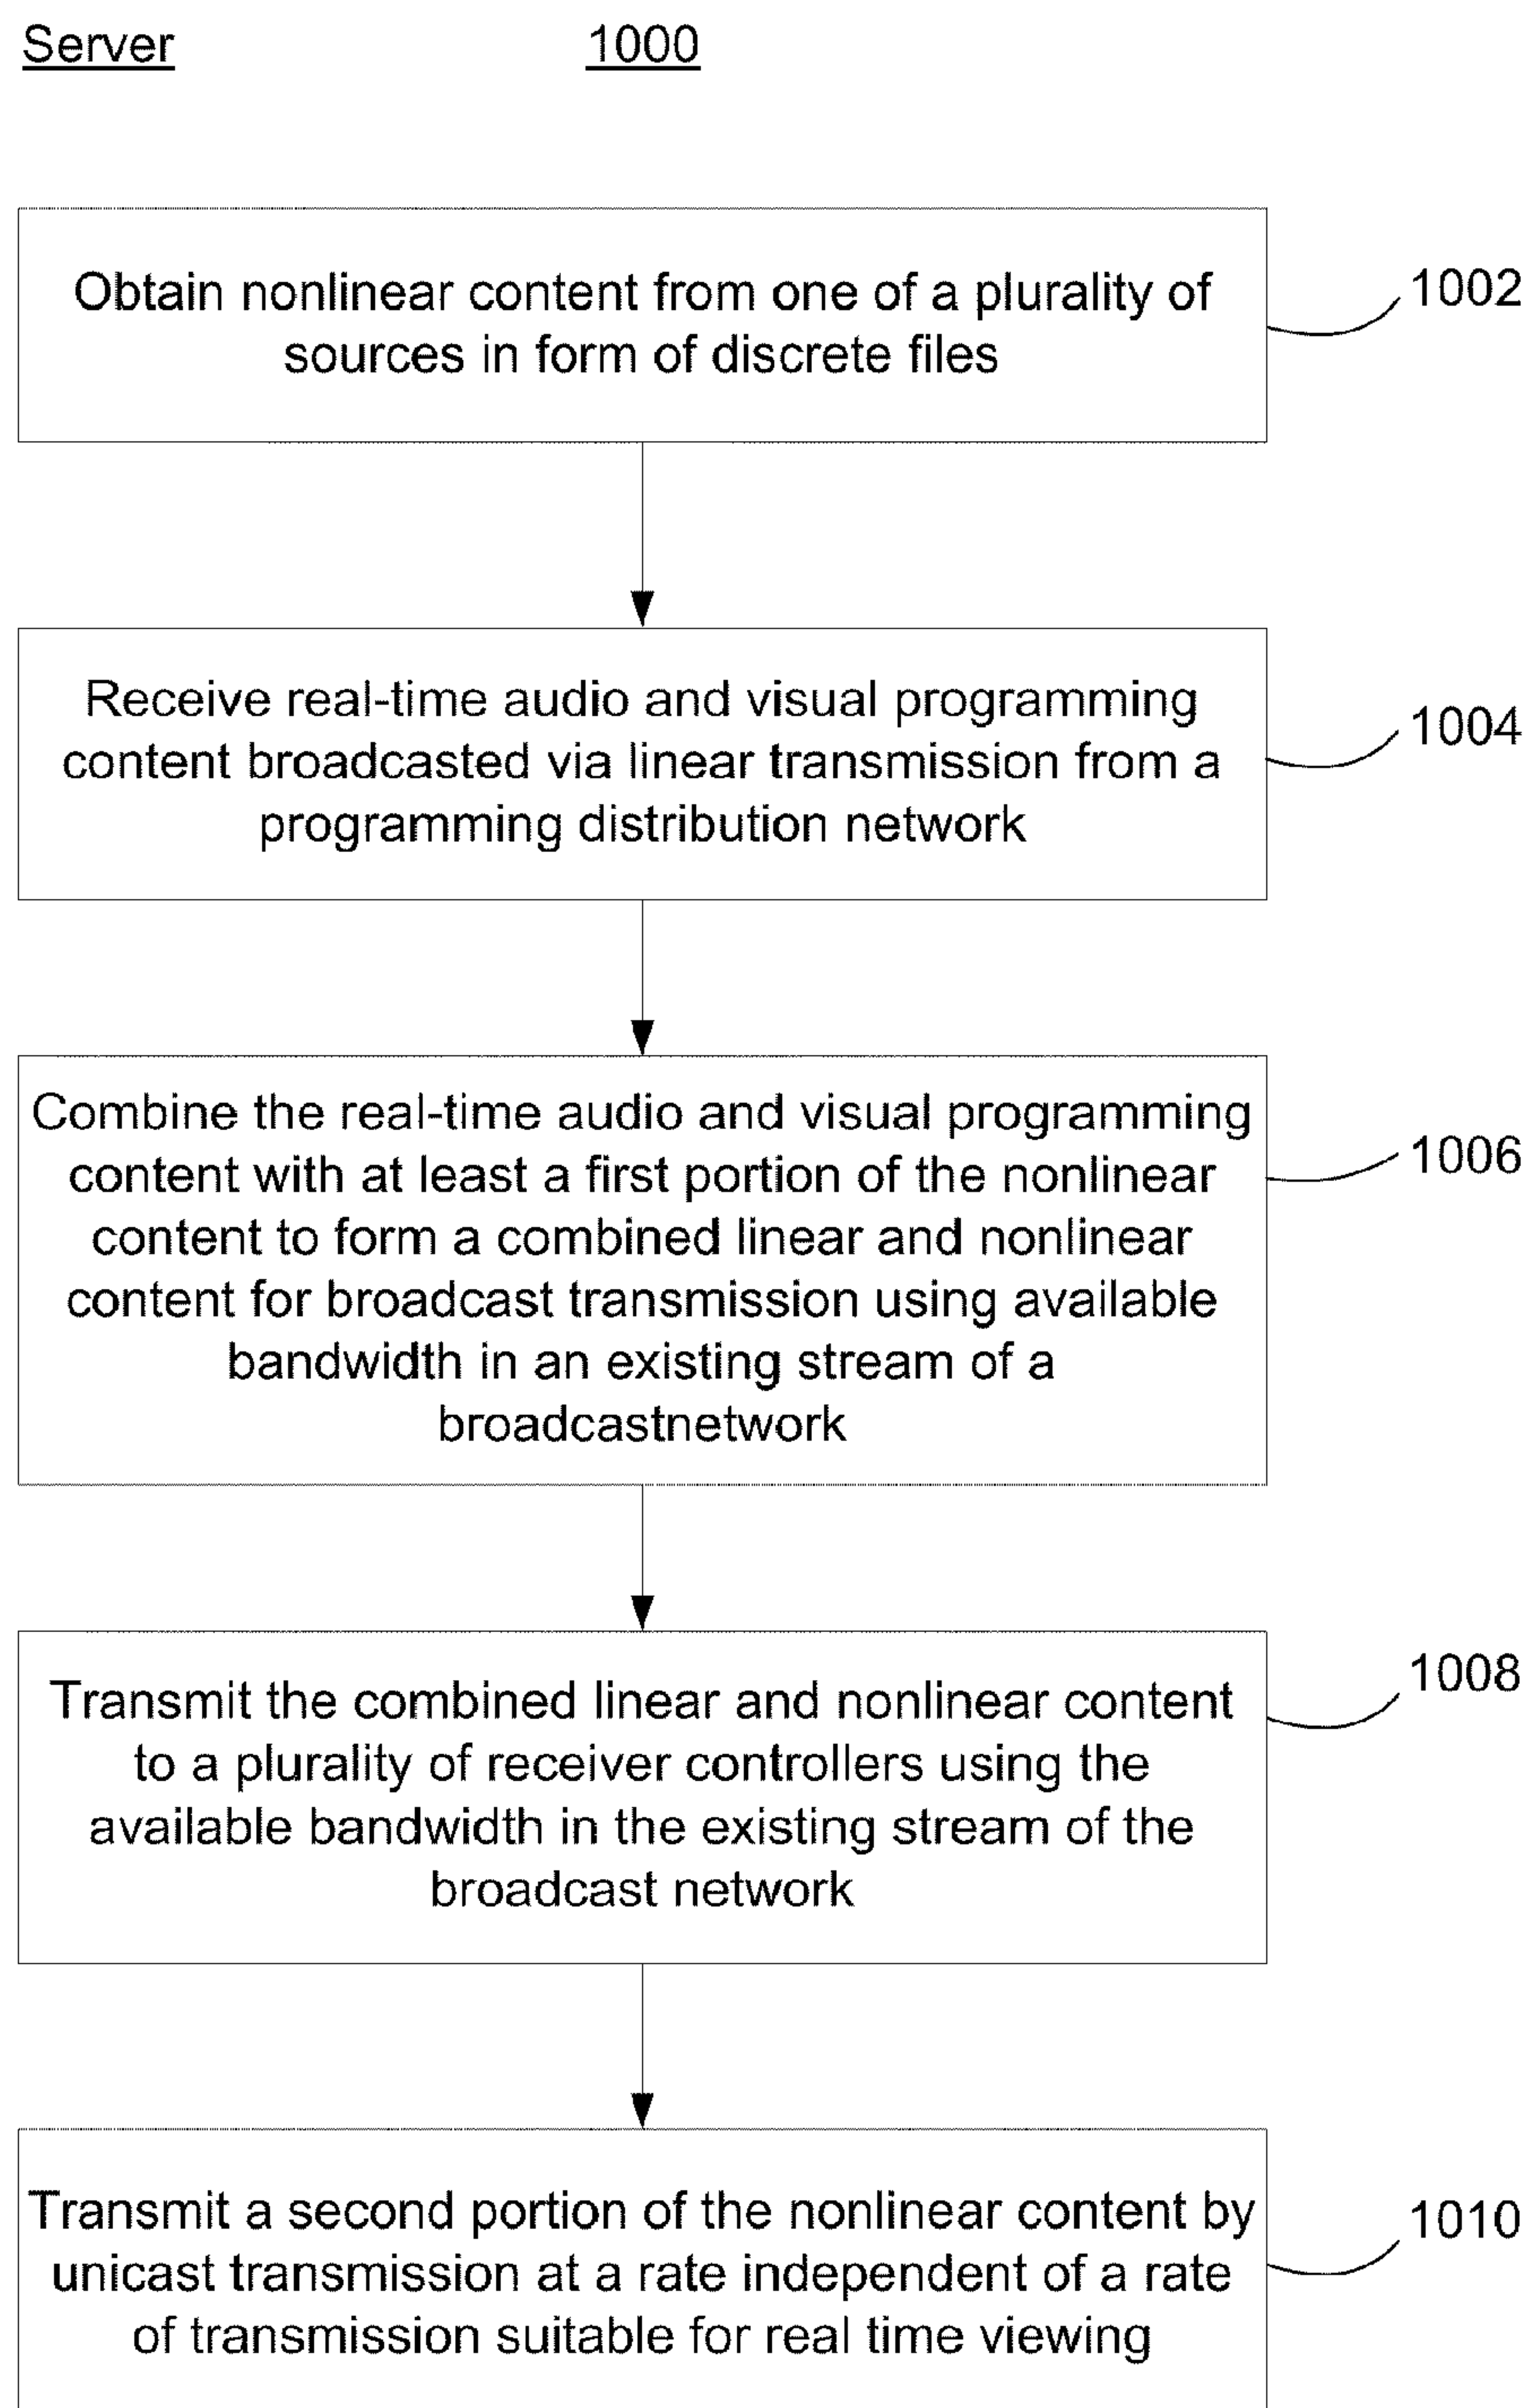 Server
1000
Obtain nonlinear content from one of a plurality of
sources in form of discrete files
1002
Receive real-time audio and visual programming
content broadcasted via linear transmission from a
programming distribution network
1004
Combine the real-time audio and visual programming
content with at least a first portion of the nonlinear
content to form a combined linear and nonlinear
content for broadcast transmission using available
bandwidth in an existing stream of a
broadcastnetwork
1006
Transmit the combined linear and nonlinear content
to a plurality of receiver controllers using the
available bandwidth in the existing stream of the
broadcast network
1008
Transmit a second portion of the nonlinear content by
unicast transmission at a rate independent of a rate
of transmission suitable for real time viewing
1010